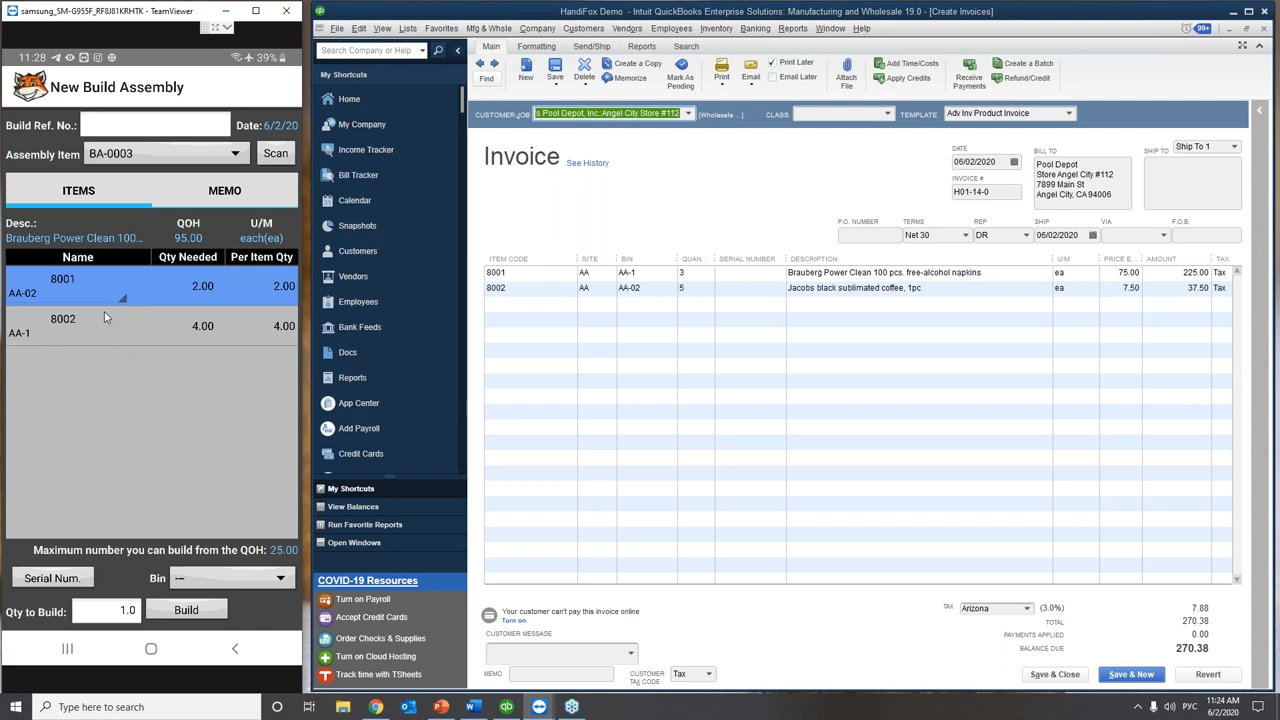 samsung_SM-G955F_RF8J81KRHTK - TeamViewer
11:28
39%
New Build Assembly
Build Ref. No.:
Date:6/2/20
Assembly Item
BA-0003
Scan
ITEMS
MEMO
Desc.:
QOH
U/M
Brauberg Power Clean 100...
95.00
each(ea)
Name
Qty Needed
Per Item Qty
8001
2.00
2.00
AA-02
8002
4.00
4.00
AA-1
Maximum number you can build from the QOH: 25.00
Serial Num.
Bin
---
Qty to Build:
1.0
Build
HandiFox Demo - Intuit QuickBooks Enterprise Solutions: Manufacturing and Wholesale 19.0 - [Create Invoices]
File Edit View Lists Favorites Mfg & Whsle Company Customers Vendors Employees Inventory Banking Reports Window Help
99+
Search Company or Help
My Shortcuts
Home
My Company
Income Tracker
Bill Tracker
Calendar
Snapshots
Customers
Vendors
Employees
Bank Feeds
Docs
Reports
App Center
Add Payroll
Credit Cards
My Shortcuts
View Balances
Run Favorite Reports
Open Windows
COVID-19 Resources
Turn on Payroll
Accept Credit Cards
Order Checks & Supplies
Turn on Cloud Hosting
Track time with TSheets
Main Formatting Send/Ship Reports Search
Find
New
Save
Delete
Create a Copy
Memorize
Mark As
Pending
Print
Email
Print Later
Email Later
Attach
File
Add Time/Costs
Apply Credits
Receive
Payments
Create a Batch
Refund/Credit
CUSTOMER:JOB
s Pool Depot, Inc.:Angel City Store #112
[Wholesale ...]
CLASS
TEMPLATE
Adv Inv Product Invoice
Invoice
See History
DATE
06/02/2020
INVOICE #
H01-14-0
BILL TO
Pool Depot
Store Angel City #112
7899 Main St
Angel City, CA 94006
SHIP TO
Ship To 1
P.O. NUMBER
TERMS
Net 30
REP
DR
SHIP
06/02/2020
VIA
F.O.B.
ITEM CODE SITE BIN QUAN... SERIAL NUMBER DESCRIPTION U/M PRICE E... AMOUNT TAX
8001 AA AA-1 3 Brauberg Power Clean 100 pcs. free-alcohol napkins ea 75.00 225.00 Tax
8002 AA AA-02 5 Jacobs black sublimated coffee, 1pc ea 7.50 37.50 Tax
Your customer can't pay this invoice online
Turn on
CUSTOMER MESSAGE
MEMO
CUSTOMER
TAX CODE
Tax
TAX
Arizona
(3.0%)
7.88
TOTAL
270.38
PAYMENTS APPLIED
0.00
BALANCE DUE
270.38
Save & Close
Save & New
Revert
Type here to search
РУС
11:24 AM
6/2/2020